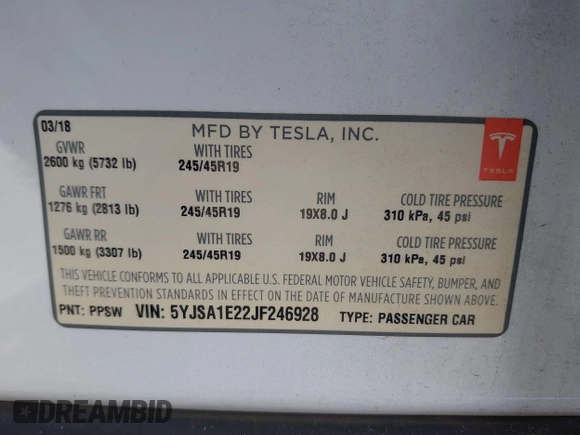 03/18 MFD BY TESLA, INC.
TESLA
GVWR WITH TIRES
2600 kg (5732 lb) 245/45R19
GAWR FRT WITH TIRES RIM COLD TIRE PRESSURE
1276 kg (2813 lb) 245/45R19 19X8.0 J 310 kPa, 45 psi
GAWR RR WITH TIRES RIM COLD TIRE PRESSURE
1500 kg (3307 lb) 245/45R19 19X8.0 J 310 kPa, 45 psi
THIS VEHICLE CONFORMS TO ALL APPLICABLE U.S. FEDERAL MOTOR VEHICLE SAFETY, BUMPER, AND
THEFT PREVENTION STANDARDS IN EFFECT ON THE DATE OF MANUFACTURE SHOWN ABOVE.
PNT: PPSW VIN: 5YJSA1E22JF246928 TYPE: PASSENGER CAR
DREAMBID